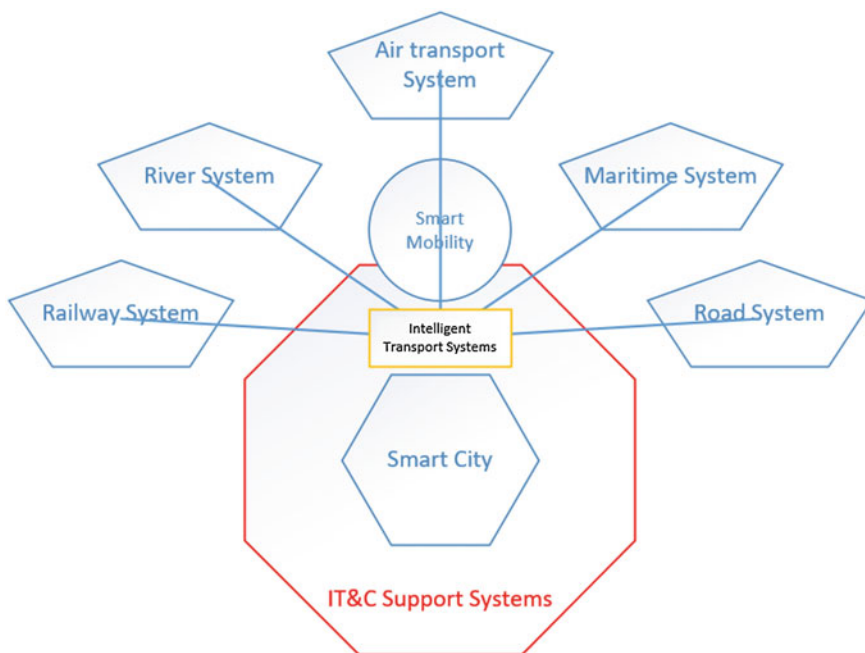 Air transport
System
River System
Maritime System
Smart
Mobility
Railway System
Road System
Intelligent
Transport Systems
Smart City
IT&C Support Systems